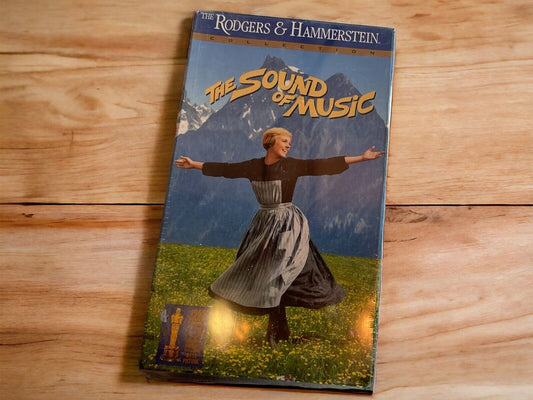 THE RODGERS & HAMMERSTEIN
COLLECTION
THE SOUND
OF MUSIC